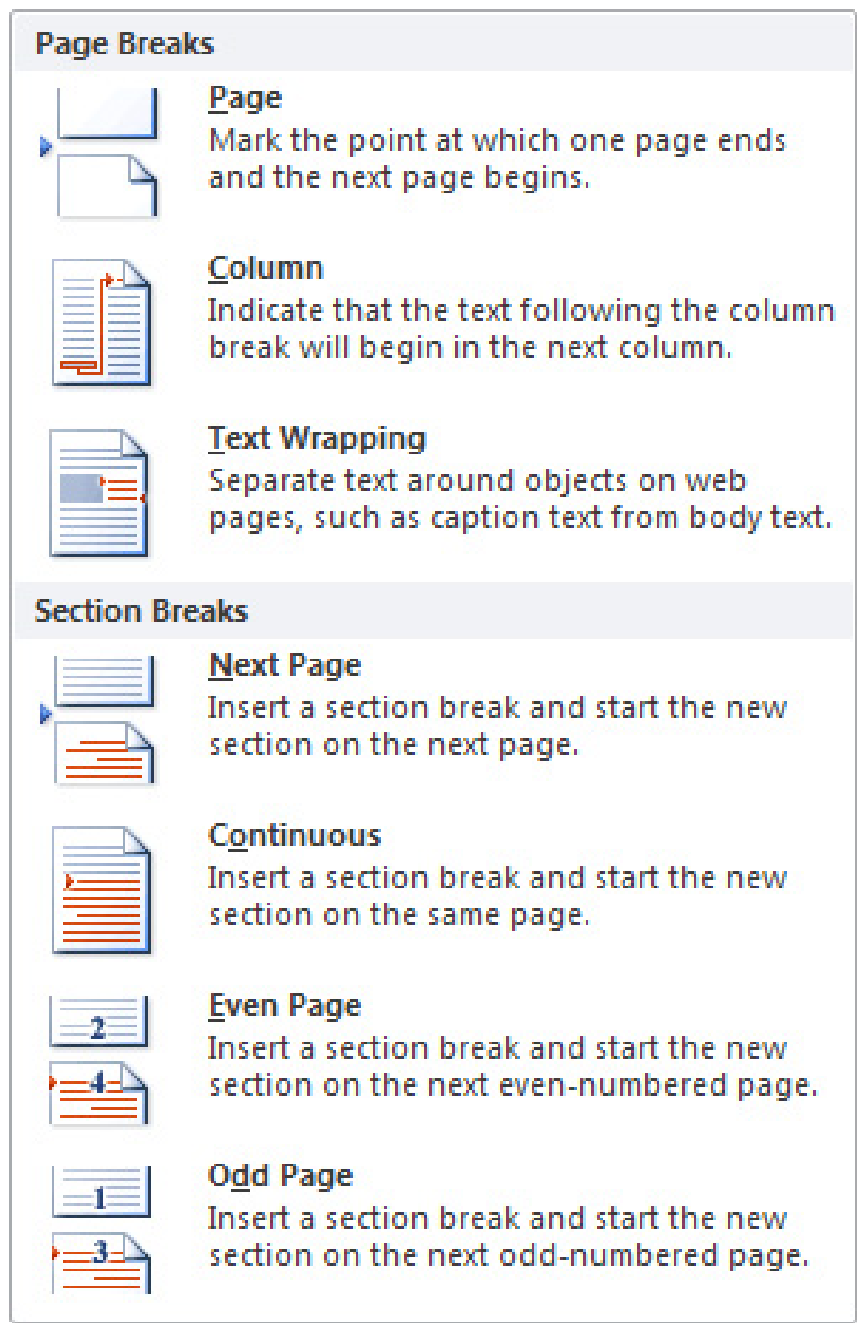 Page Breaks
Page
Mark the point at which one page ends
and the next page begins.
Column
Indicate that the text following the column
break will begin in the next column.
Text Wrapping
Separate text around objects on web
pages, such as caption text from body text.
Section Breaks
Next Page
Insert a section break and start the new
section on the next page.
Continuous
Insert a section break and start the new
section on the same page.
2
4
Even Page
Insert a section break and start the new
section on the next even-numbered page.
1
3
Odd Page
Insert a section break and start the new
section on the next odd-numbered page.